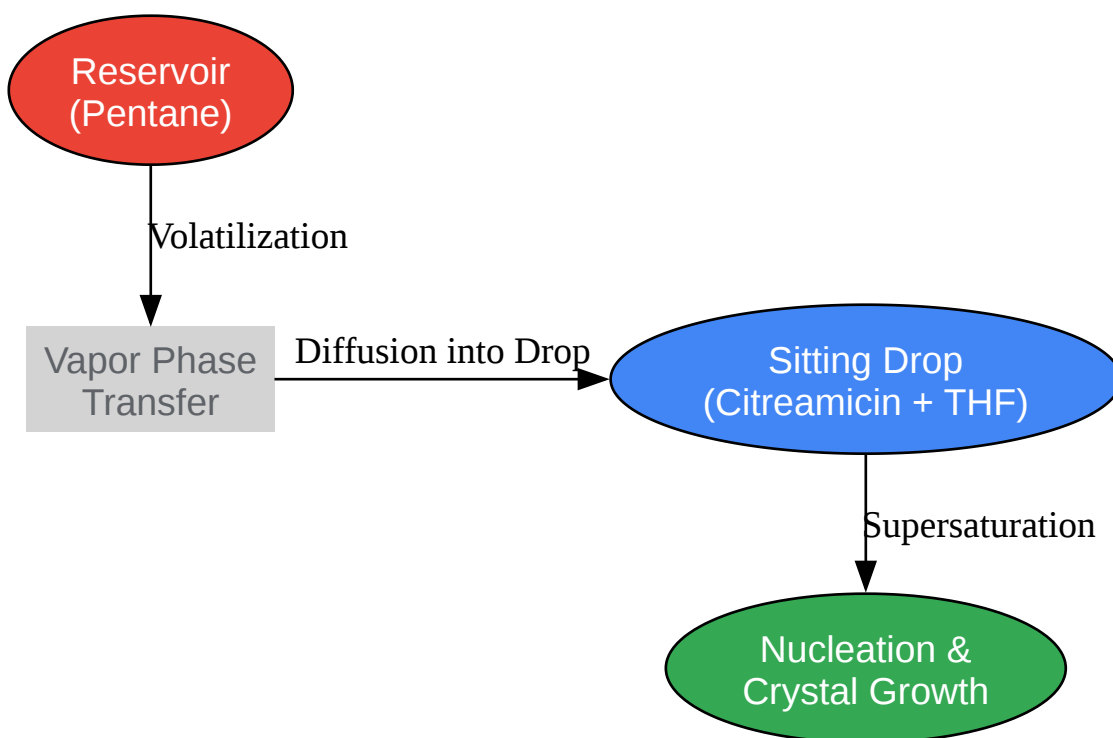 Reservoir
(Pentane)
Volatilization
Vapor Phase
Transfer
Diffusion into Drop
Sitting Drop
(Citreamicin + THF)
Supersaturation
Nucleation &
Crystal Growth